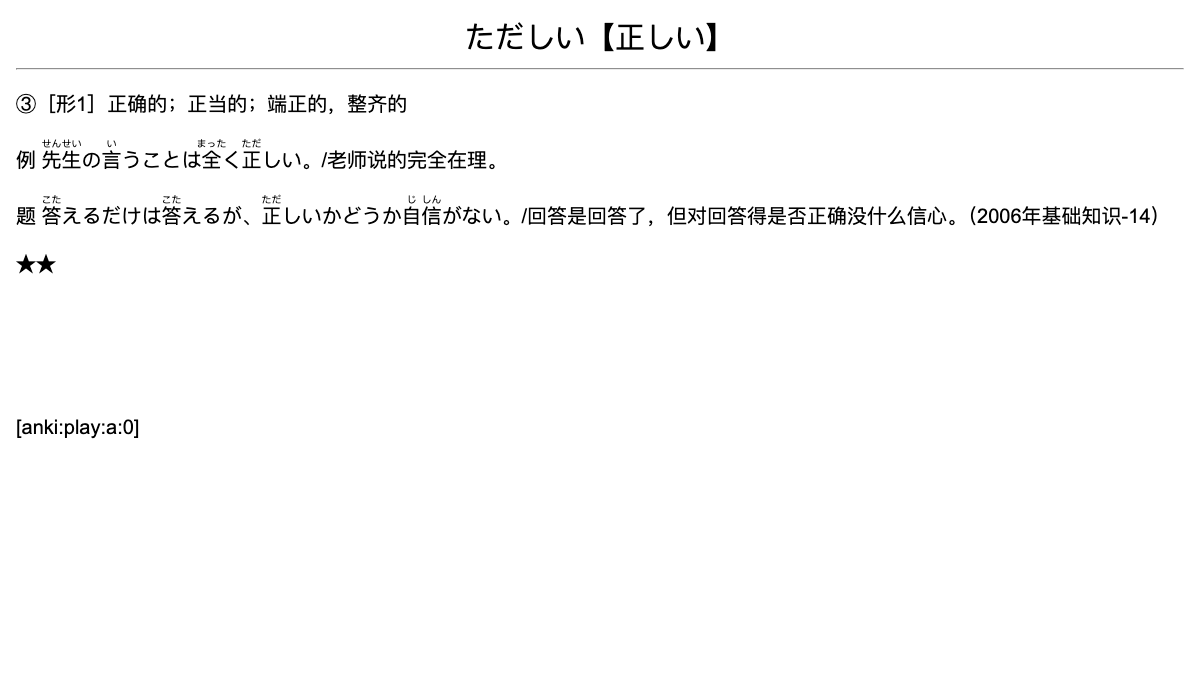 ただしい【正しい】
③［形1］正确的；正当的；端正的，整齐的
せんせい い まった ただ
例 先生の言うことは全く正しい。/老师说的完全在理。
こた こた ただ じ しん
题 答えるだけは答えるが、正しいかどうか自信がない。/回答是回答了，但对回答得是否正确没什么信心。（2006年基础知识-14）
★★
[anki:play:a:0]